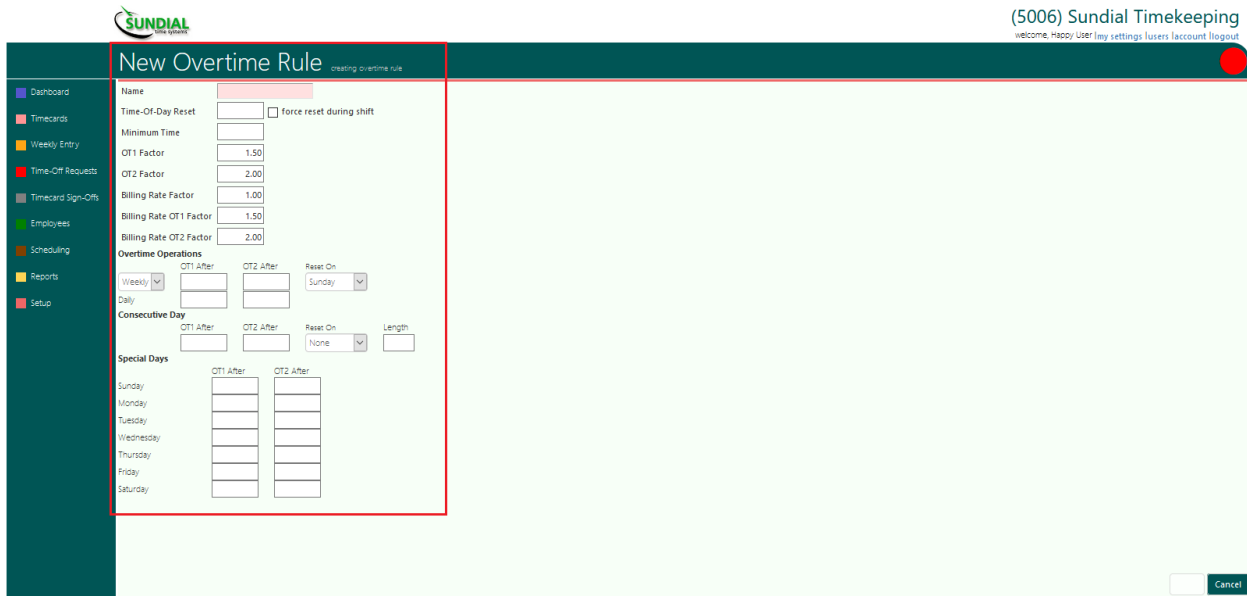 SUNDIAL
time systems
(5006) Sundial Timekeeping
welcome, Happy User |my settings |users |account |logout
New Overtime Rule creating overtime rule
Dashboard
Timecards
Weekly Entry
Time-Off Requests
Timecard Sign-Offs
Employees
Scheduling
Reports
Setup
Name
Time-Of-Day Reset force reset during shift
Minimum Time
OT1 Factor 1.50
OT2 Factor 2.00
Billing Rate Factor 1.00
Billing Rate OT1 Factor 1.50
Billing Rate OT2 Factor 2.00
Overtime Operations
OT1 After OT2 After Reset On
Weekly Sunday
Daily
Consecutive Day
OT1 After OT2 After Reset On Length
None
Special Days
OT1 After OT2 After
Sunday
Monday
Tuesday
Wednesday
Thursday
Friday
Saturday
Cancel